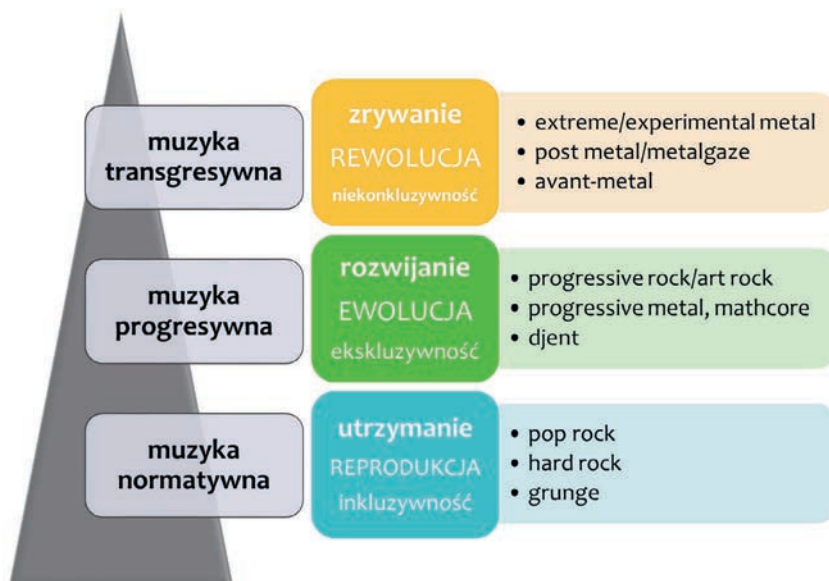 muzyka
transgresywna
zrywanie
REWOLUCJA
niekonkluzywność
• extreme/experimental metal
• post metal/metalgaze
• avant-metal
muzyka
progresywna
rozwijanie
EWOLUCJA
ekskluzywność
• progressive rock/art rock
• progressive metal, mathcore
• djent
muzyka
normatywna
utrzymanie
REPRODUKCJA
inkluzywność
• pop rock
• hard rock
• grunge